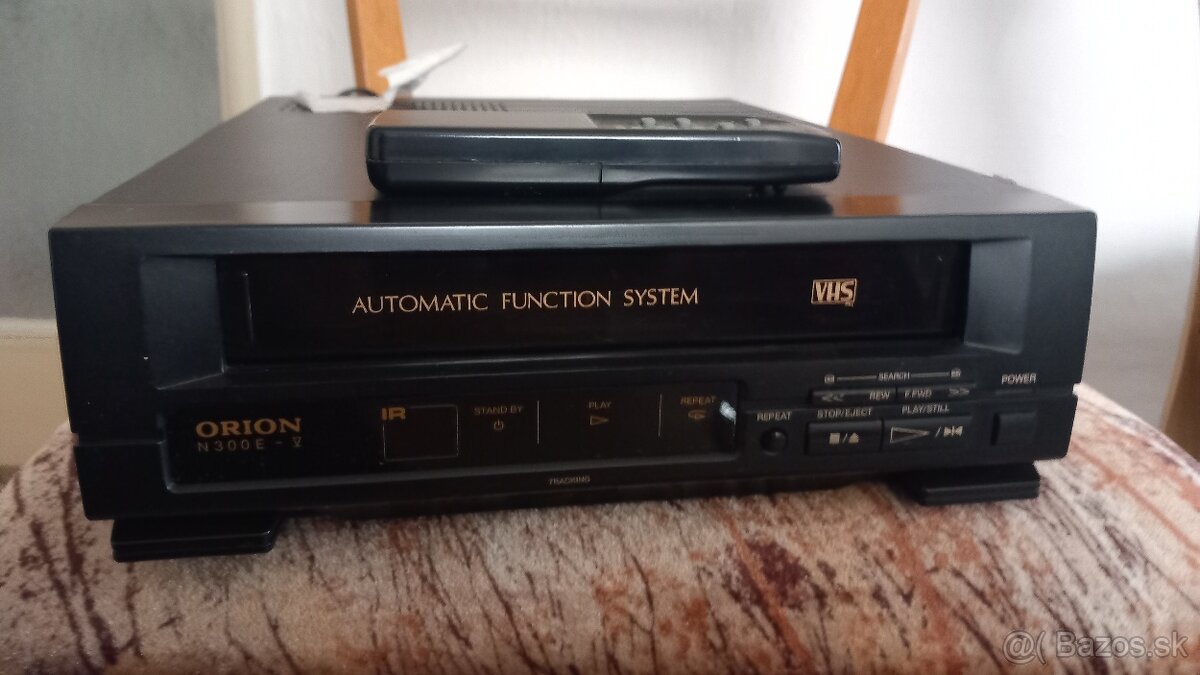 AUTOMATIC FUNCTION SYSTEM
VHS
SEARCH
REW F.FWD
POWER
ORION
N300E-V
IR
STAND BY
PLAY
REPEAT
REPEAT
STOP/EJECT
PLAY/STILL
TRACKING
@( Bazos.sk